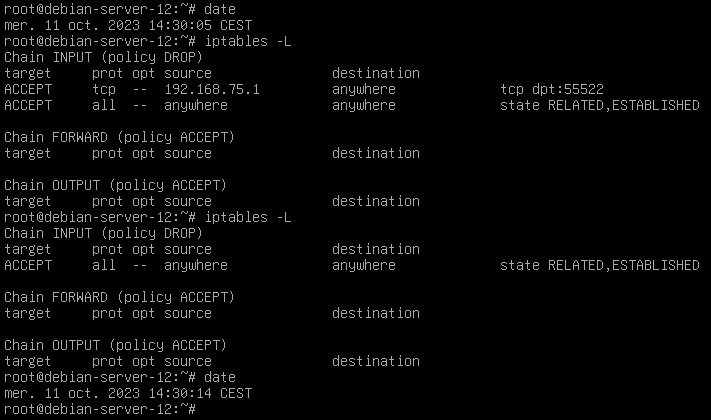 root@debian-server-12:~# date
mer. 11 oct. 2023 14:30:05 CEST
root@debian-server-12:~# iptables -L
Chain INPUT (policy DROP)
target     prot opt source               destination
ACCEPT     tcp  --  192.168.75.1         anywhere             tcp dpt:55522
ACCEPT     all  --  anywhere             anywhere             state RELATED,ESTABLISHED

Chain FORWARD (policy ACCEPT)
target     prot opt source               destination

Chain OUTPUT (policy ACCEPT)
target     prot opt source               destination
root@debian-server-12:~# iptables -L
Chain INPUT (policy DROP)
target     prot opt source               destination
ACCEPT     all  --  anywhere             anywhere             state RELATED,ESTABLISHED

Chain FORWARD (policy ACCEPT)
target     prot opt source               destination

Chain OUTPUT (policy ACCEPT)
target     prot opt source               destination
root@debian-server-12:~# date
mer. 11 oct. 2023 14:30:14 CEST
root@debian-server-12:~#